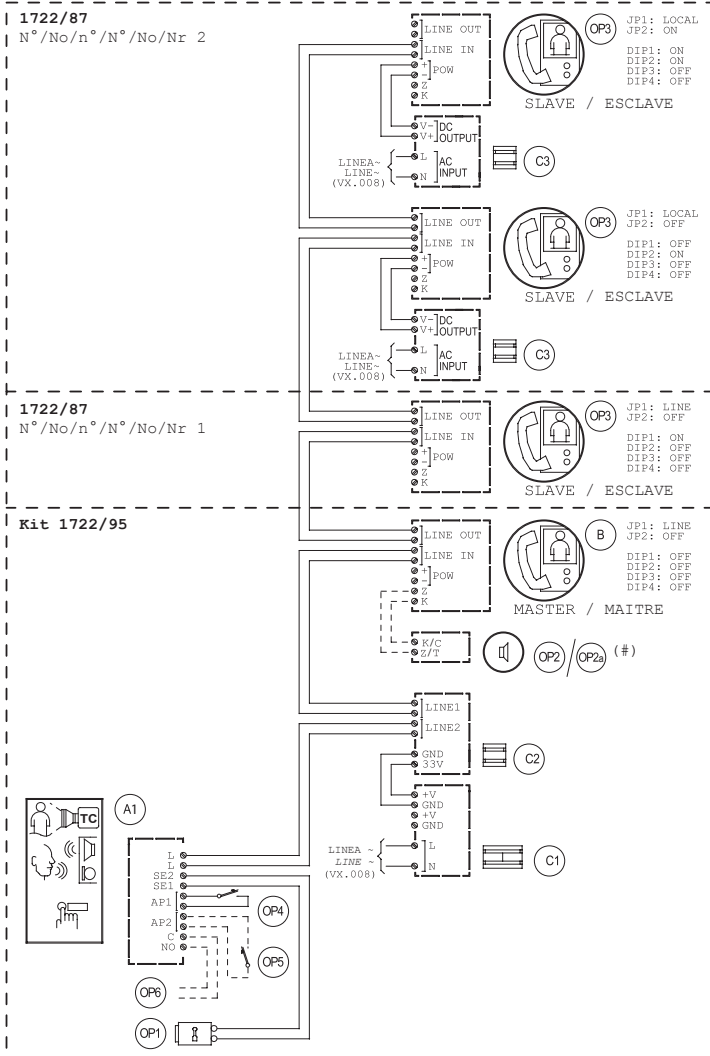 1722/87
N°/No/n°/N°/No/Nr 2
LINE OUT
LINE IN
+
-
POW
Z
K
OP3
JP1: LOCAL
JP2: ON
DIP1: ON
DIP2: ON
DIP3: OFF
DIP4: OFF
SLAVE / ESCLAVE
V-
V+
DC
OUTPUT
L
N
AC
INPUT
LINEA~
LINE~
(VX.008)
C3
LINE OUT
LINE IN
+
-
POW
Z
K
OP3
JP1: LOCAL
JP2: OFF
DIP1: OFF
DIP2: ON
DIP3: OFF
DIP4: OFF
SLAVE / ESCLAVE
V-
V+
DC
OUTPUT
L
N
AC
INPUT
LINEA~
LINE~
(VX.008)
C3
1722/87
N°/No/n°/N°/No/Nr 1
LINE OUT
LINE IN
+
-
POW
Z
K
OP3
JP1: LINE
JP2: OFF
DIP1: ON
DIP2: OFF
DIP3: OFF
DIP4: OFF
SLAVE / ESCLAVE
Kit 1722/95
LINE OUT
LINE IN
+
-
POW
Z
K
B
JP1: LINE
JP2: OFF
DIP1: OFF
DIP2: OFF
DIP3: OFF
DIP4: OFF
MASTER / MAITRE
K/C
Z/T
OP2/OP2a (#)
LINE1
LINE2
GND
33V
C2
+V
GND
+V
GND
L
N
LINEA ~
LINE ~
(VX.008)
C1
TC
A1
L
L
SE2
SE1
AP1
AP2
C
NO
OP4
OP5
OP6
OP1